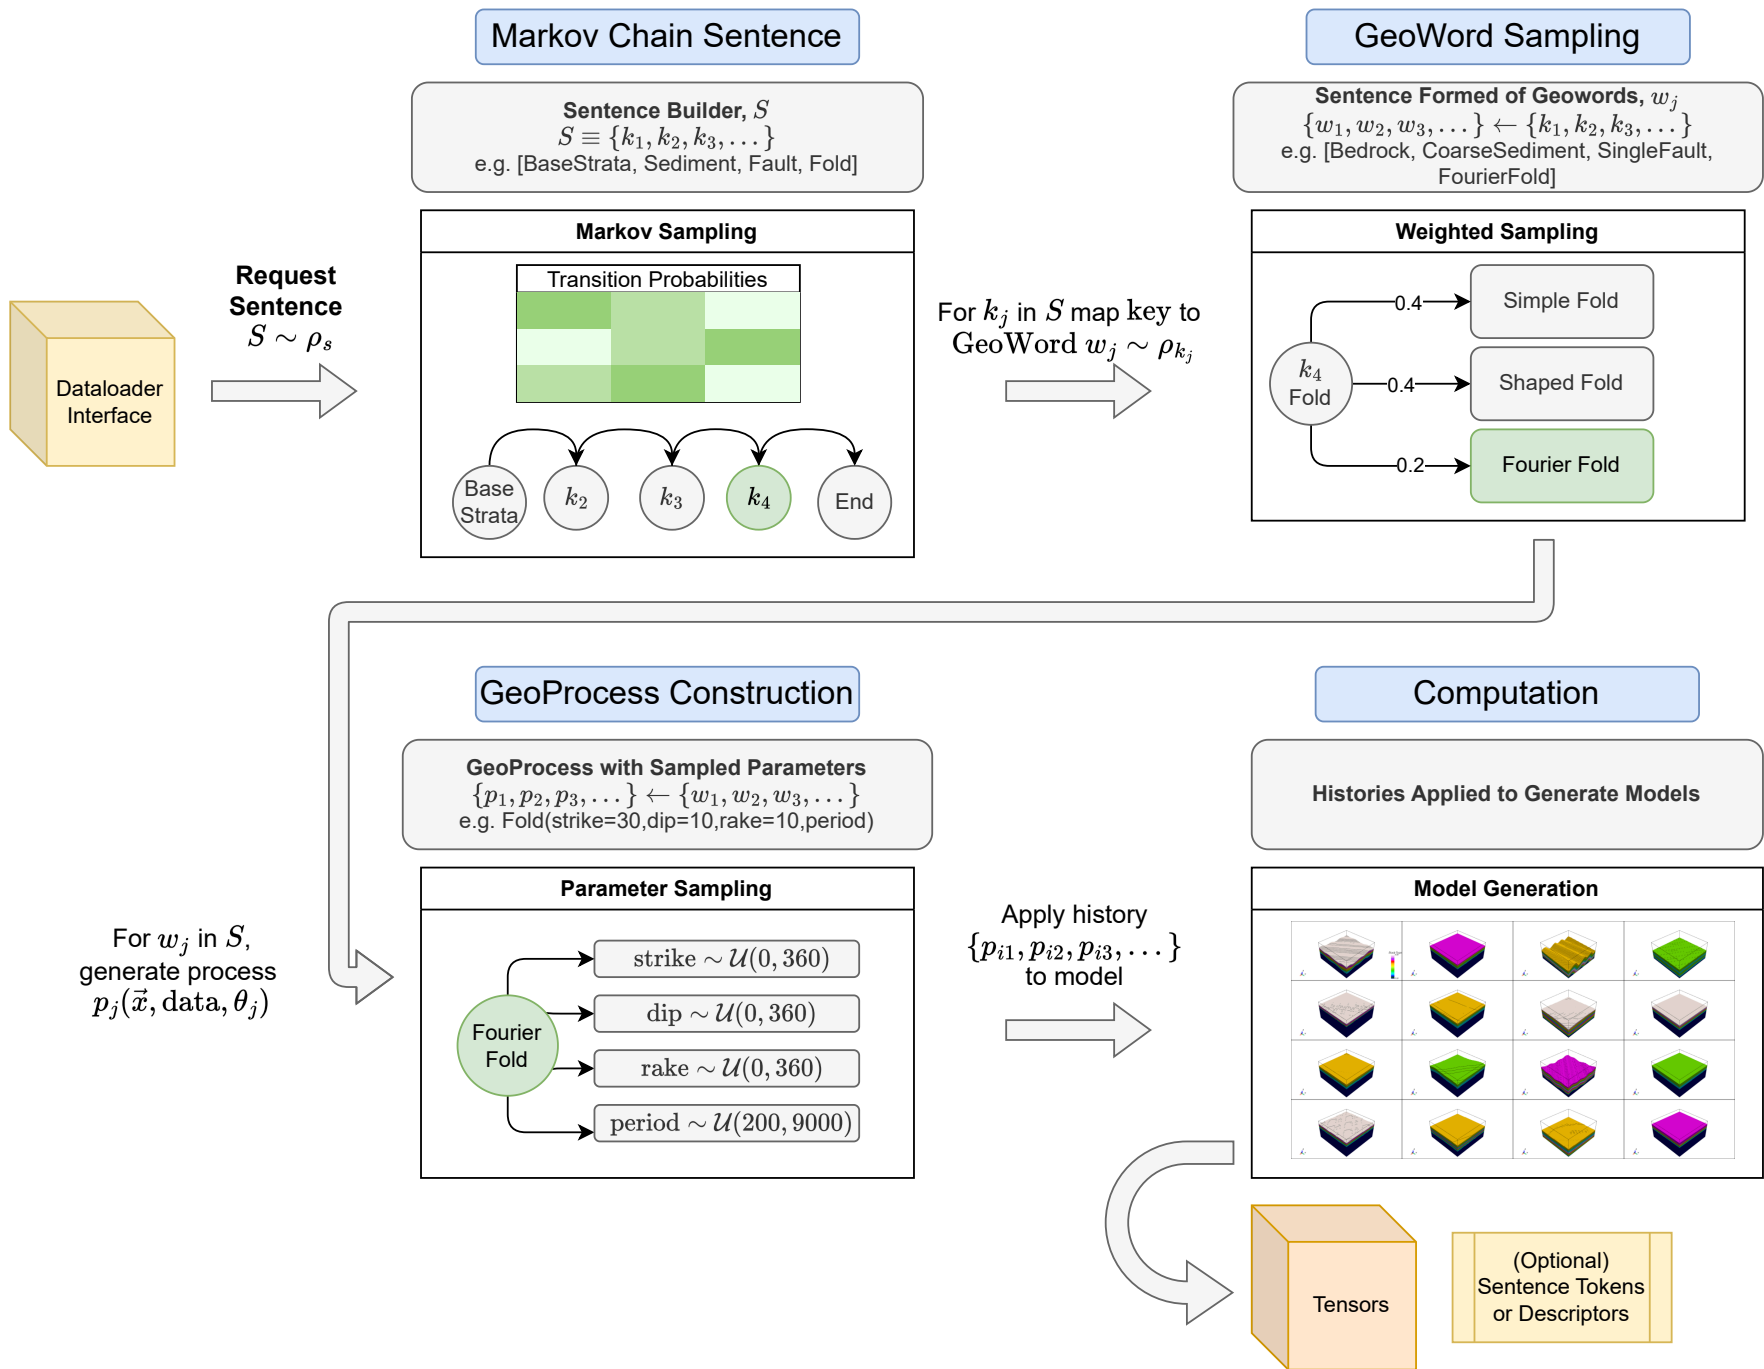 Markov Chain Sentence
GeoWord Sampling
Sentence Builder, S
S ≡ {k₁, k₂, k₃, . . . }
e.g. [BaseStrata, Sediment, Fault, Fold]
Sentence Formed of Geowords, wⱼ
{w₁, w₂, w₃, . . . } ← {k₁, k₂, k₃, . . . }
e.g. [Bedrock, CoarseSediment, SingleFault,
FourierFold]
Dataloader
Interface
Request
Sentence
S ∼ ρₛ
Markov Sampling
Transition Probabilities
Base
Strata
k₂
k₃
k₄
End
For kⱼ in S map key to
GeoWord wⱼ ∼ ρ_{kⱼ}
Weighted Sampling
k₄
Fold
0.4
Simple Fold
0.4
Shaped Fold
0.2
Fourier Fold
GeoProcess Construction
Computation
GeoProcess with Sampled Parameters
{p₁, p₂, p₃, . . . } ← {w₁, w₂, w₃, . . . }
e.g. Fold(strike=30,dip=10,rake=10,period)
Histories Applied to Generate Models
For wⱼ in S,
generate process
pⱼ(x⃗, data, θⱼ)
Parameter Sampling
Fourier
Fold
strike ∼ 𝒰(0, 360)
dip ∼ 𝒰(0, 360)
rake ∼ 𝒰(0, 360)
period ∼ 𝒰(200, 9000)
Apply history
{pᵢ₁, pᵢ₂, pᵢ₃, . . . }
to model
Model Generation
Tensors
(Optional)
Sentence Tokens
or Descriptors